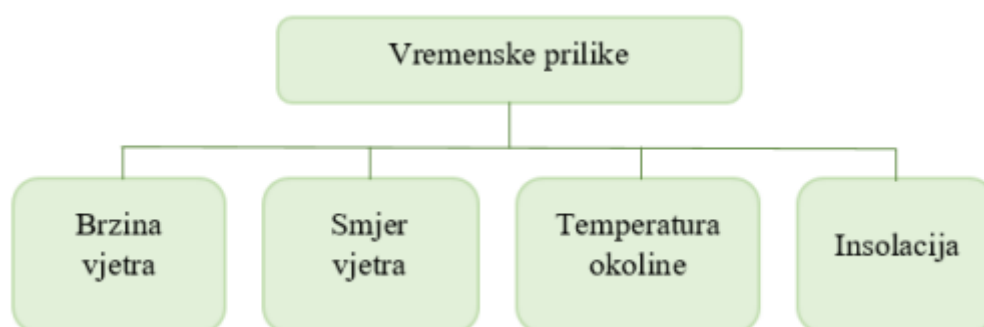 Vremenske prilike
Brzina
vjetra
Smjer
vjetra
Temperatura
okoline
Insolacija